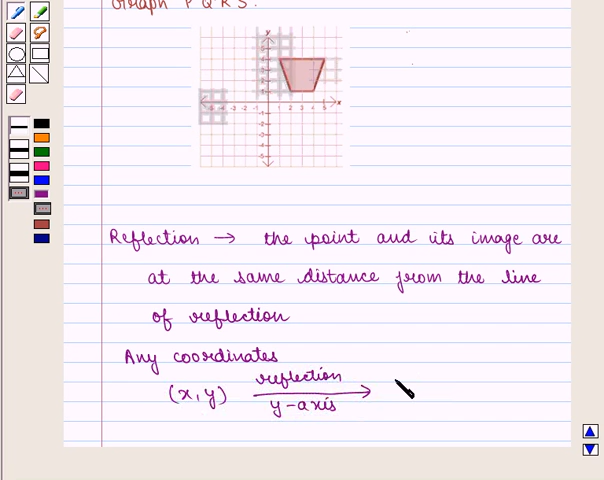 Graph P Q R S.
y
x
Reflection → the point and its image are
at the same distance from the line
of reflection
Any coordinates
(x, y) reflection y-axis